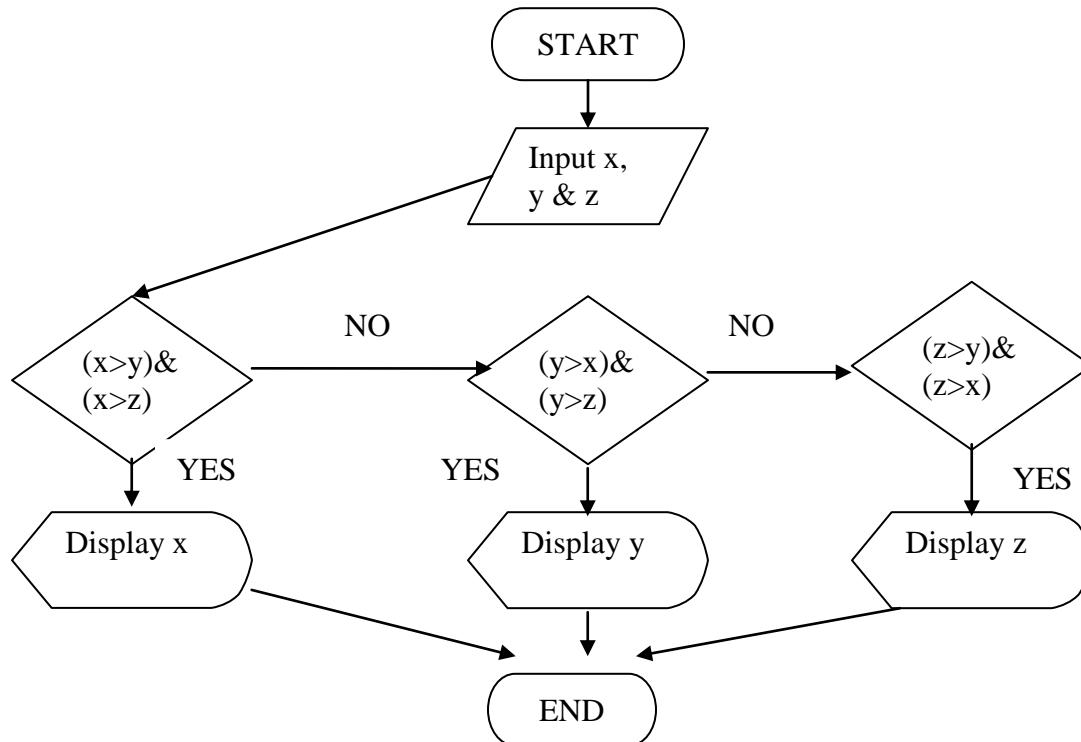 START
Input x,
y & z
NO
NO
(x>y)&
(x>z)
(y>x)&
(y>z)
(z>y)&
(z>x)
YES
YES
YES
Display x
Display y
Display z
END